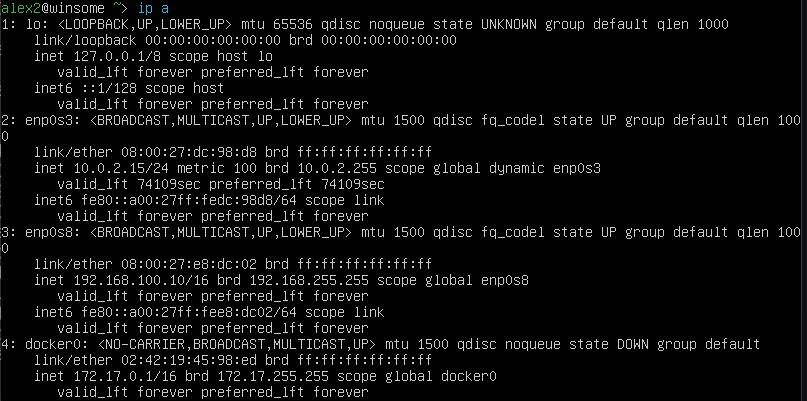 alex2@winsome ~> ip a
1: lo: <LOOPBACK,UP,LOWER_UP> mtu 65536 qdisc noqueue state UNKNOWN group default qlen 1000
    link/loopback 00:00:00:00:00:00 brd 00:00:00:00:00:00
    inet 127.0.0.1/8 scope host lo
       valid_lft forever preferred_lft forever
    inet6 ::1/128 scope host
       valid_lft forever preferred_lft forever
2: enp0s3: <BROADCAST,MULTICAST,UP,LOWER_UP> mtu 1500 qdisc fq_codel state UP group default qlen 100
0
    link/ether 08:00:27:dc:98:d8 brd ff:ff:ff:ff:ff:ff
    inet 10.0.2.15/24 metric 100 brd 10.0.2.255 scope global dynamic enp0s3
       valid_lft 74109sec preferred_lft 74109sec
    inet6 fe80::a00:27ff:fedc:98d8/64 scope link
       valid_lft forever preferred_lft forever
3: enp0s8: <BROADCAST,MULTICAST,UP,LOWER_UP> mtu 1500 qdisc fq_codel state UP group default qlen 100
0
    link/ether 08:00:27:e8:dc:02 brd ff:ff:ff:ff:ff:ff
    inet 192.168.100.10/16 brd 192.168.255.255 scope global enp0s8
       valid_lft forever preferred_lft forever
    inet6 fe80::a00:27ff:fee8:dc02/64 scope link
       valid_lft forever preferred_lft forever
4: docker0: <NO-CARRIER,BROADCAST,MULTICAST,UP> mtu 1500 qdisc noqueue state DOWN group default
    link/ether 02:42:19:45:98:ed brd ff:ff:ff:ff:ff:ff
    inet 172.17.0.1/16 brd 172.17.255.255 scope global docker0
       valid_lft forever preferred_lft forever